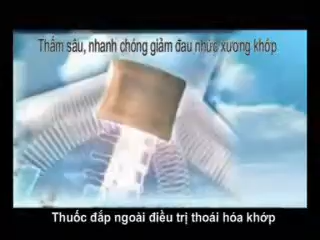 Thấm sâu, nhanh chóng giảm đau nhức xương khớp
Thuốc đắp ngoài điều trị thoái hóa khớp